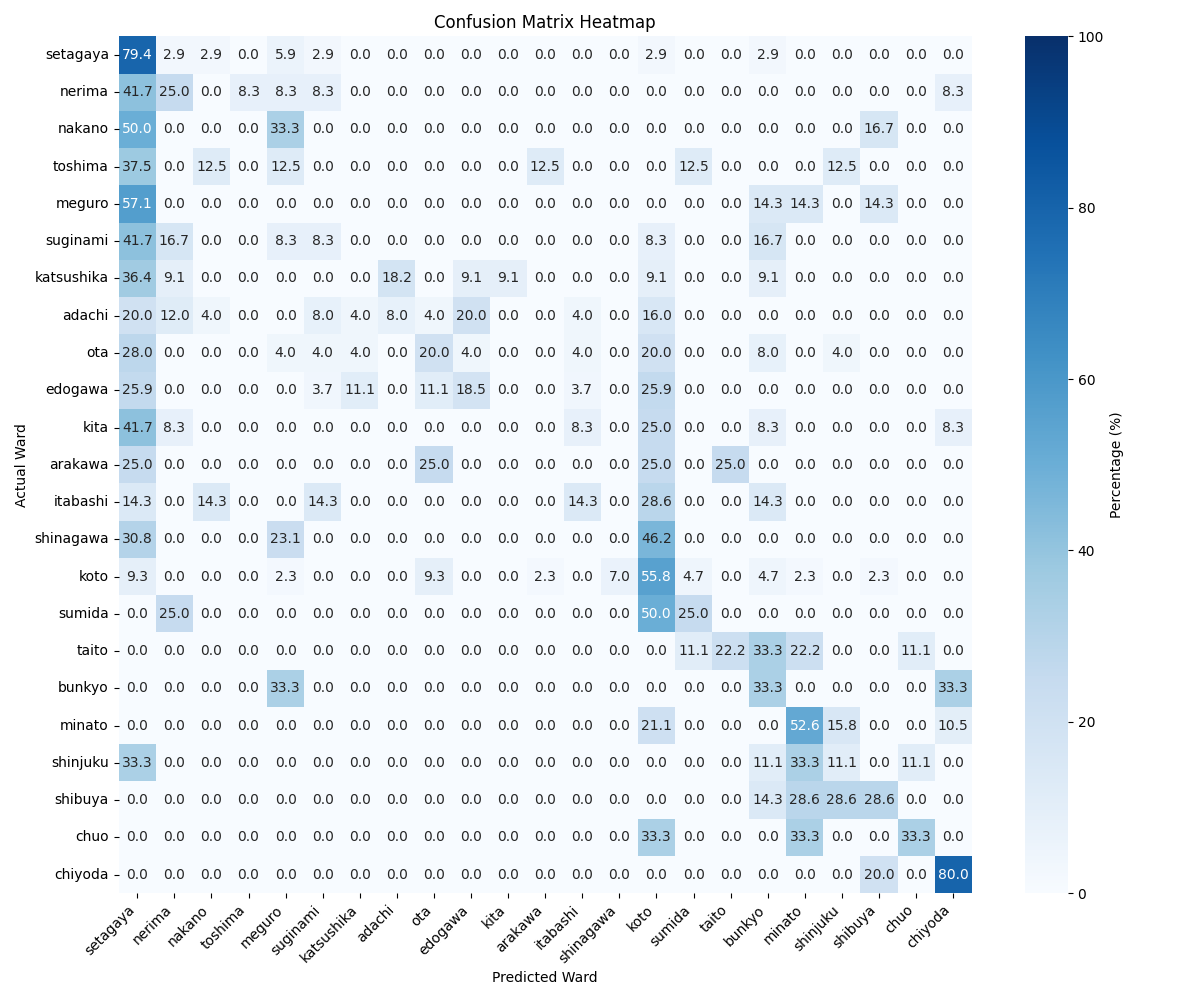 Confusion Matrix Heatmap
setagaya 79.4 2.9 2.9 0.0 5.9 2.9 0.0 0.0 0.0 0.0 0.0 0.0 0.0 0.0 2.9 0.0 0.0 2.9 0.0 0.0 0.0 0.0 0.0
nerima 41.7 25.0 0.0 8.3 8.3 8.3 0.0 0.0 0.0 0.0 0.0 0.0 0.0 0.0 0.0 0.0 0.0 0.0 0.0 0.0 0.0 0.0 8.3
nakano 50.0 0.0 0.0 0.0 33.3 0.0 0.0 0.0 0.0 0.0 0.0 0.0 0.0 0.0 0.0 0.0 0.0 0.0 0.0 0.0 16.7 0.0 0.0
toshima 37.5 0.0 12.5 0.0 12.5 0.0 0.0 0.0 0.0 0.0 0.0 12.5 0.0 0.0 0.0 12.5 0.0 0.0 0.0 12.5 0.0 0.0 0.0
meguro 57.1 0.0 0.0 0.0 0.0 0.0 0.0 0.0 0.0 0.0 0.0 0.0 0.0 0.0 0.0 0.0 0.0 14.3 14.3 0.0 14.3 0.0 0.0
suginami 41.7 16.7 0.0 0.0 8.3 8.3 0.0 0.0 0.0 0.0 0.0 0.0 0.0 0.0 8.3 0.0 0.0 16.7 0.0 0.0 0.0 0.0 0.0
katsushika 36.4 9.1 0.0 0.0 0.0 0.0 0.0 18.2 0.0 9.1 9.1 0.0 0.0 0.0 9.1 0.0 0.0 9.1 0.0 0.0 0.0 0.0 0.0
adachi 20.0 12.0 4.0 0.0 0.0 8.0 4.0 8.0 4.0 20.0 0.0 0.0 4.0 0.0 16.0 0.0 0.0 0.0 0.0 0.0 0.0 0.0 0.0
ota 28.0 0.0 0.0 0.0 4.0 4.0 4.0 0.0 20.0 4.0 0.0 0.0 4.0 0.0 20.0 0.0 0.0 8.0 0.0 4.0 0.0 0.0 0.0
edogawa 25.9 0.0 0.0 0.0 0.0 3.7 11.1 0.0 11.1 18.5 0.0 0.0 3.7 0.0 25.9 0.0 0.0 0.0 0.0 0.0 0.0 0.0 0.0
kita 41.7 8.3 0.0 0.0 0.0 0.0 0.0 0.0 0.0 0.0 0.0 0.0 8.3 0.0 25.0 0.0 0.0 8.3 0.0 0.0 0.0 0.0 8.3
arakawa 25.0 0.0 0.0 0.0 0.0 0.0 0.0 0.0 25.0 0.0 0.0 0.0 0.0 0.0 25.0 0.0 25.0 0.0 0.0 0.0 0.0 0.0 0.0
itabashi 14.3 0.0 14.3 0.0 0.0 14.3 0.0 0.0 0.0 0.0 0.0 0.0 14.3 0.0 28.6 0.0 0.0 14.3 0.0 0.0 0.0 0.0 0.0
shinagawa 30.8 0.0 0.0 0.0 23.1 0.0 0.0 0.0 0.0 0.0 0.0 0.0 0.0 0.0 46.2 0.0 0.0 0.0 0.0 0.0 0.0 0.0 0.0
koto 9.3 0.0 0.0 0.0 2.3 0.0 0.0 0.0 9.3 0.0 0.0 2.3 0.0 7.0 55.8 4.7 0.0 4.7 2.3 0.0 2.3 0.0 0.0
sumida 0.0 25.0 0.0 0.0 0.0 0.0 0.0 0.0 0.0 0.0 0.0 0.0 0.0 0.0 50.0 25.0 0.0 0.0 0.0 0.0 0.0 0.0 0.0
taito 0.0 0.0 0.0 0.0 0.0 0.0 0.0 0.0 0.0 0.0 0.0 0.0 0.0 0.0 0.0 11.1 22.2 33.3 22.2 0.0 0.0 11.1 0.0
bunkyo 0.0 0.0 0.0 0.0 33.3 0.0 0.0 0.0 0.0 0.0 0.0 0.0 0.0 0.0 0.0 0.0 0.0 33.3 0.0 0.0 0.0 0.0 33.3
minato 0.0 0.0 0.0 0.0 0.0 0.0 0.0 0.0 0.0 0.0 0.0 0.0 0.0 0.0 21.1 0.0 0.0 0.0 52.6 15.8 0.0 0.0 10.5
shinjuku 33.3 0.0 0.0 0.0 0.0 0.0 0.0 0.0 0.0 0.0 0.0 0.0 0.0 0.0 0.0 0.0 0.0 11.1 33.3 11.1 0.0 11.1 0.0
shibuya 0.0 0.0 0.0 0.0 0.0 0.0 0.0 0.0 0.0 0.0 0.0 0.0 0.0 0.0 0.0 0.0 0.0 14.3 28.6 28.6 28.6 0.0 0.0
chuo 0.0 0.0 0.0 0.0 0.0 0.0 0.0 0.0 0.0 0.0 0.0 0.0 0.0 0.0 33.3 0.0 0.0 0.0 33.3 0.0 0.0 33.3 0.0
chiyoda 0.0 0.0 0.0 0.0 0.0 0.0 0.0 0.0 0.0 0.0 0.0 0.0 0.0 0.0 0.0 0.0 0.0 0.0 0.0 0.0 20.0 0.0 80.0
setagaya nerima nakano toshima meguro suginami katsushika adachi ota edogawa kita arakawa itabashi shinagawa koto sumida taito bunkyo minato shinjuku shibuya chuo chiyoda
Predicted Ward
Actual Ward
100
80
60
40
20
0
Percentage (%)